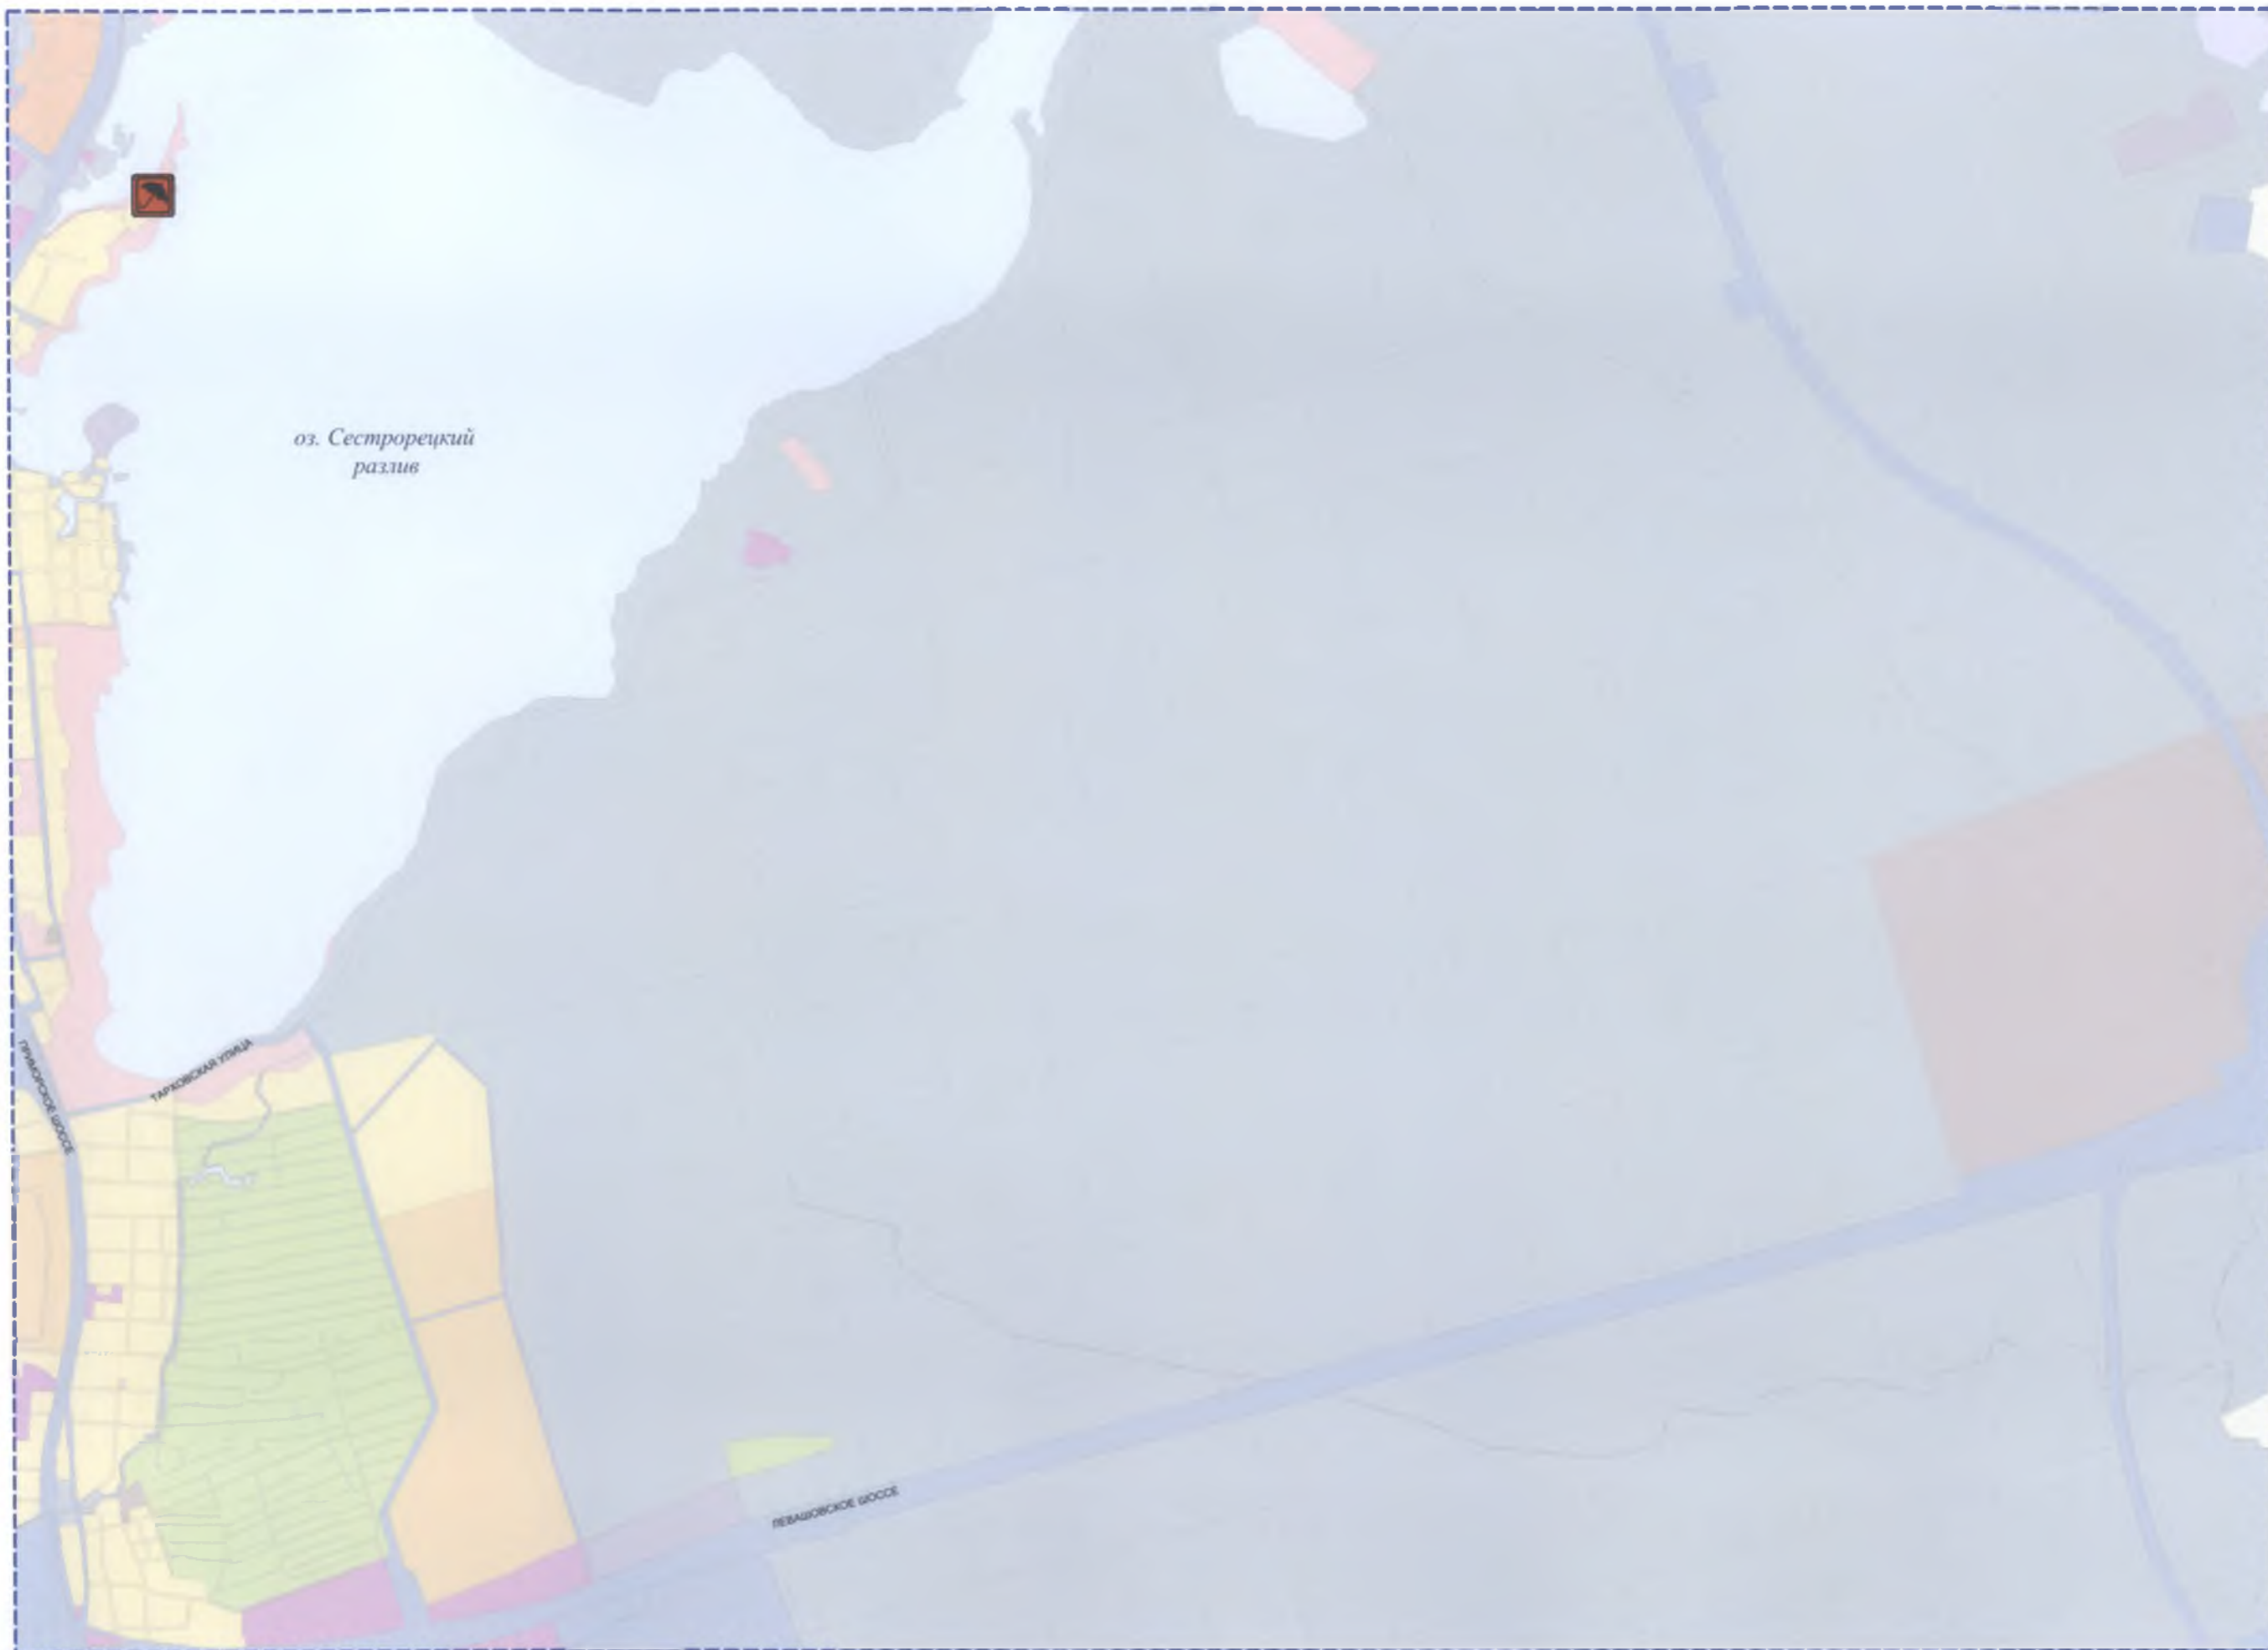 оз. Сестрорецкий
разлив
ПРИМОРСКОЕ ШОССЕ
ТАРХОВСКАЯ УЛИЦА
ЛЕВАШОВСКОЕ ШОССЕ